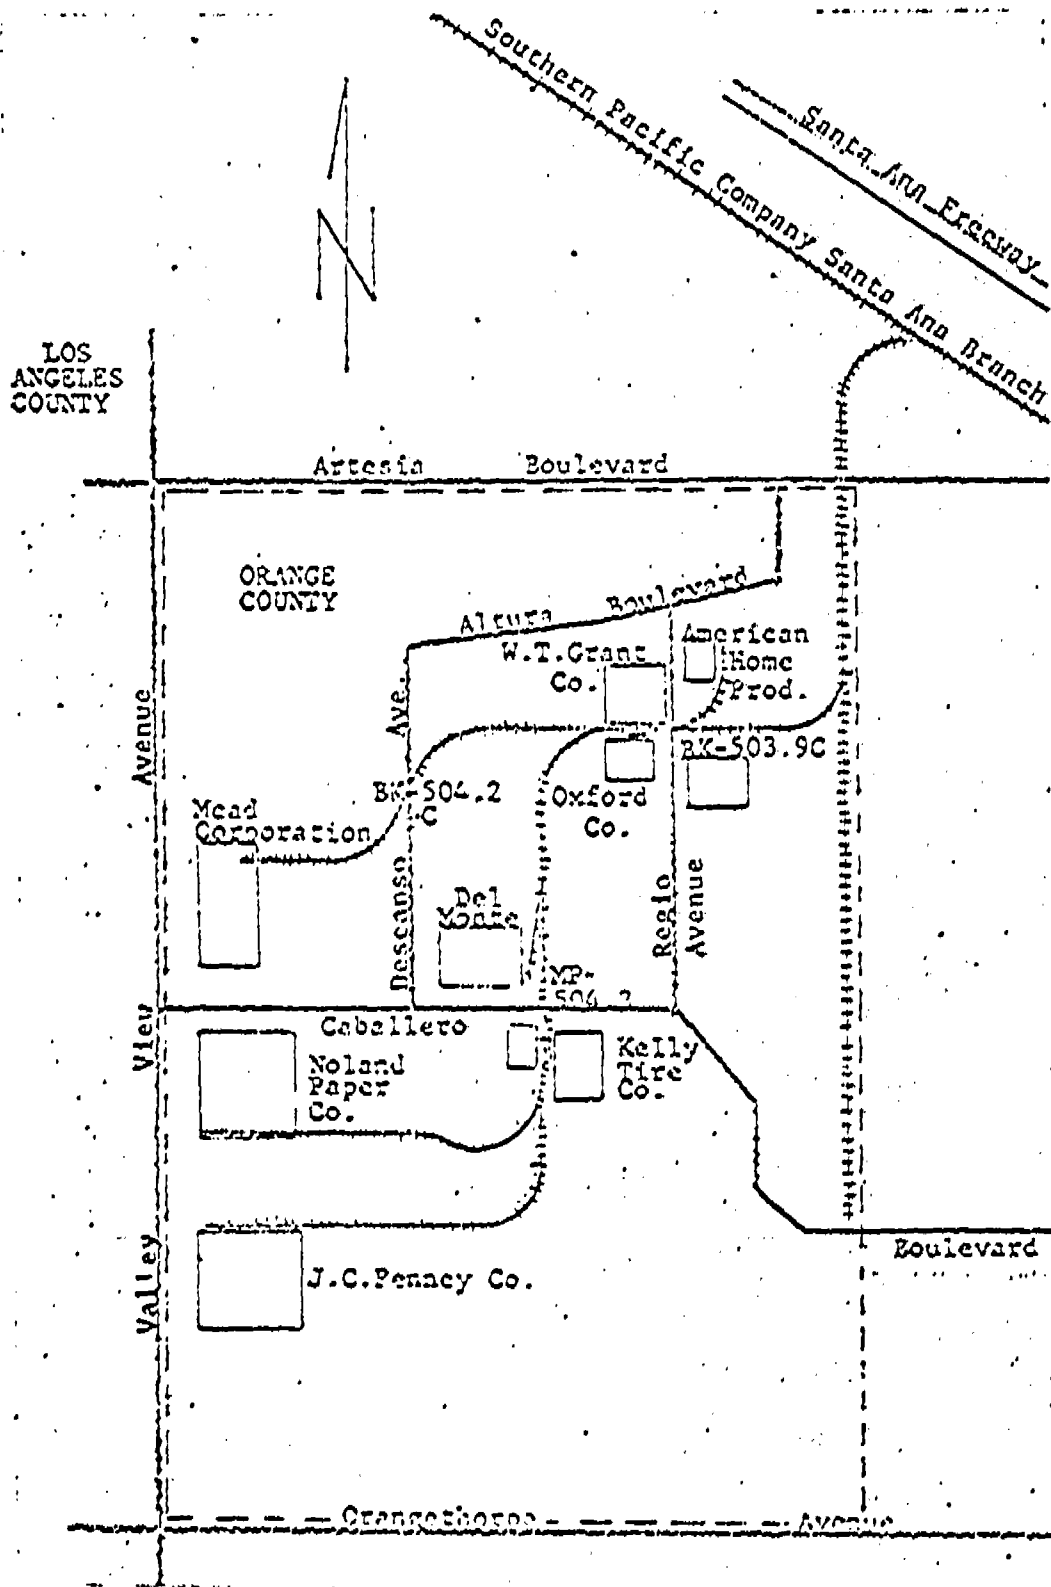 Southern Pacific Company Santa Ana Branch
Santa Ana Freeway
LOS
ANGELES
COUNTY
Artesia Boulevard
ORANGE
COUNTY
Altura Boulevard
American
Home
Prod.
W.T.Grant
Co.
Ave.
Avenue
BK-503.9C
BK-504.2
C
Oxford
Co.
Mead
Corporation
Descanso
Del
Monte
Regio
Avenue
MP-
Caballero
View
Noland
Paper
Co.
Kelly
Tire
Co.
Boulevard
Valley
J.C.Penney Co.
Orangethorpe Avenue